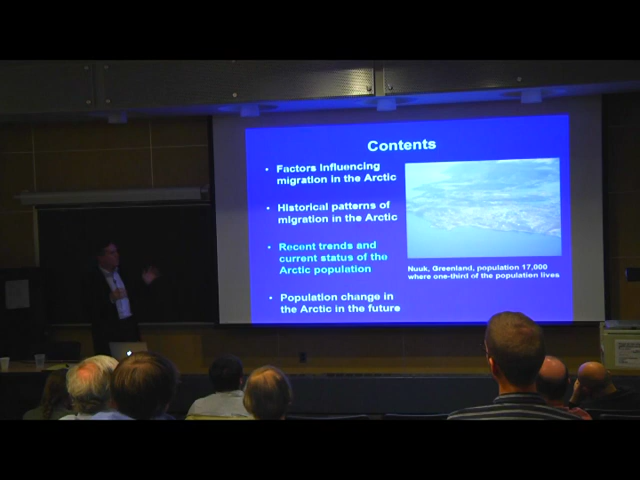 Contents
• Factors Influencing
migration in the Arctic
• Historical patterns of
migration in the Arctic
• Recent trends and
current status of the
Arctic population
• Population change in
the Arctic in the future
Nuuk, Greenland, population 17,000
where one-third of the population lives